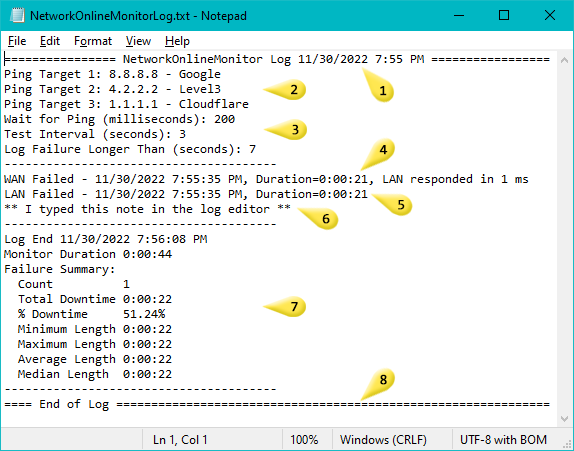 NetworkOnlineMonitorLog.txt - Notepad
File Edit Format View Help
================ NetworkOnlineMonitor Log 11/30/2022 7:55 PM =================
1
Ping Target 1: 8.8.8.8 - Google
Ping Target 2: 4.2.2.2 - Level3
2
Ping Target 3: 1.1.1.1 - Cloudflare
Wait for Ping (milliseconds): 200
3
Test Interval (seconds): 3
Log Failure Longer Than (seconds): 7
4
---------------------------------------
WAN Failed - 11/30/2022 7:55:35 PM, Duration=0:00:21, LAN responded in 1 ms
LAN Failed - 11/30/2022 7:55:35 PM, Duration=0:00:21
5
** I typed this note in the log editor **
6
---------------------------------------
Log End 11/30/2022 7:56:08 PM
Monitor Duration 0:00:44
Failure Summary:
Count 1
Total Downtime 0:00:22
7
% Downtime 51.24%
Minimum Length 0:00:22
Maximum Length 0:00:22
Average Length 0:00:22
Median Length 0:00:22
8
---------------------------------------
==== End of Log ==============================================================
Ln 1, Col 1 100% Windows (CRLF) UTF-8 with BOM